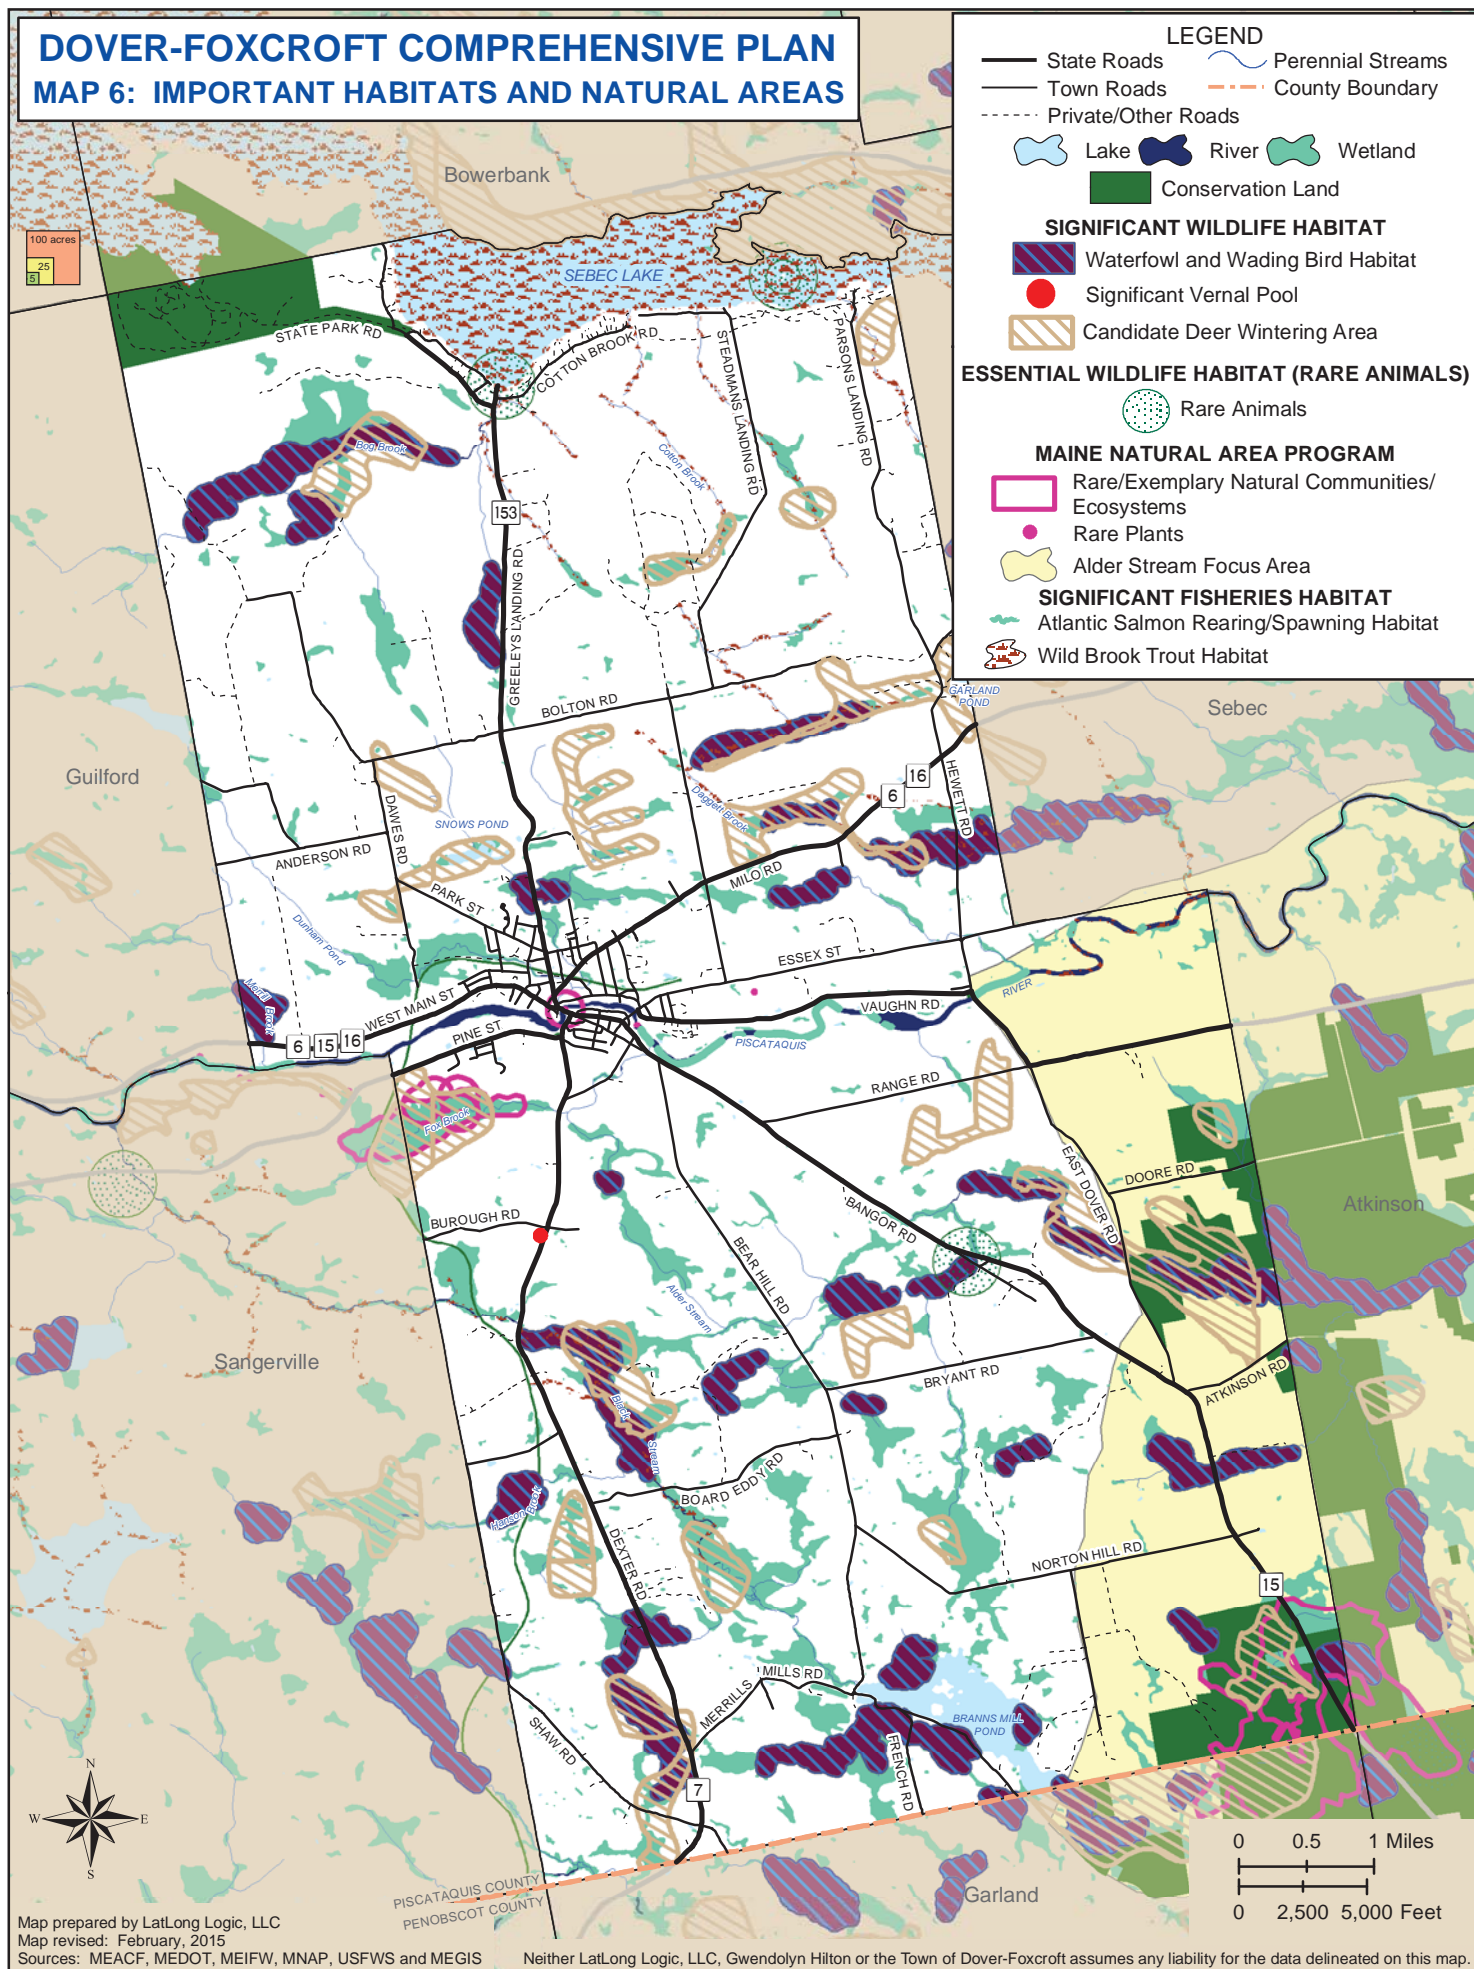 DOVER-FOXCROFT COMPREHENSIVE PLAN
MAP 6: IMPORTANT HABITATS AND NATURAL AREAS
LEGEND
State Roads
Perennial Streams
Town Roads
County Boundary
Private/Other Roads
Lake
River
Wetland
Conservation Land
SIGNIFICANT WILDLIFE HABITAT
Waterfowl and Wading Bird Habitat
Significant Vernal Pool
Candidate Deer Wintering Area
ESSENTIAL WILDLIFE HABITAT (RARE ANIMALS)
Rare Animals
MAINE NATURAL AREA PROGRAM
Rare/Exemplary Natural Communities/
Ecosystems
Rare Plants
Alder Stream Focus Area
SIGNIFICANT FISHERIES HABITAT
Atlantic Salmon Rearing/Spawning Habitat
Wild Brook Trout Habitat
Bowerbank
100 acres
25
5
SEBEC LAKE
STATE PARK RD
COTTON BROOK RD
STEADMANS LANDING RD
PARSONS LANDING RD
Bog Brook
Cotton Brook
153
GREELEYS LANDING RD
BOLTON RD
GARLAND
POND
Sebec
Guilford
16
6
HEWETT RD
DAWES RD
SNOWS POND
Daggett Brook
ANDERSON RD
PARK ST
MILO RD
Dunham Pond
ESSEX ST
Merrill
Brook
WEST MAIN ST
VAUGHN RD
RIVER
6
15
16
PINE ST
PISCATAQUIS
RANGE RD
Fox Brook
EAST DOVER RD
DOORE RD
Atkinson
BUROUGH RD
BANGOR RD
BEAR HILL RD
Alder Stream
Sangerville
BRYANT RD
ATKINSON RD
Black
Stream
BOARD EDDY RD
Hanson Brook
DEXTER RD
NORTON HILL RD
15
MILLS RD
MERRILLS
SHAW RD
BRANNS MILL
POND
FRENCH RD
7
N
W
E
S
0 0.5 1 Miles
0 2,500 5,000 Feet
PISCATAQUIS COUNTY
PENOBSCOT COUNTY
Garland
Map prepared by LatLong Logic, LLC
Map revised: February, 2015
Sources: MEACF, MEDOT, MEIFW, MNAP, USFWS and MEGIS
Neither LatLong Logic, LLC, Gwendolyn Hilton or the Town of Dover-Foxcroft assumes any liability for the data delineated on this map.